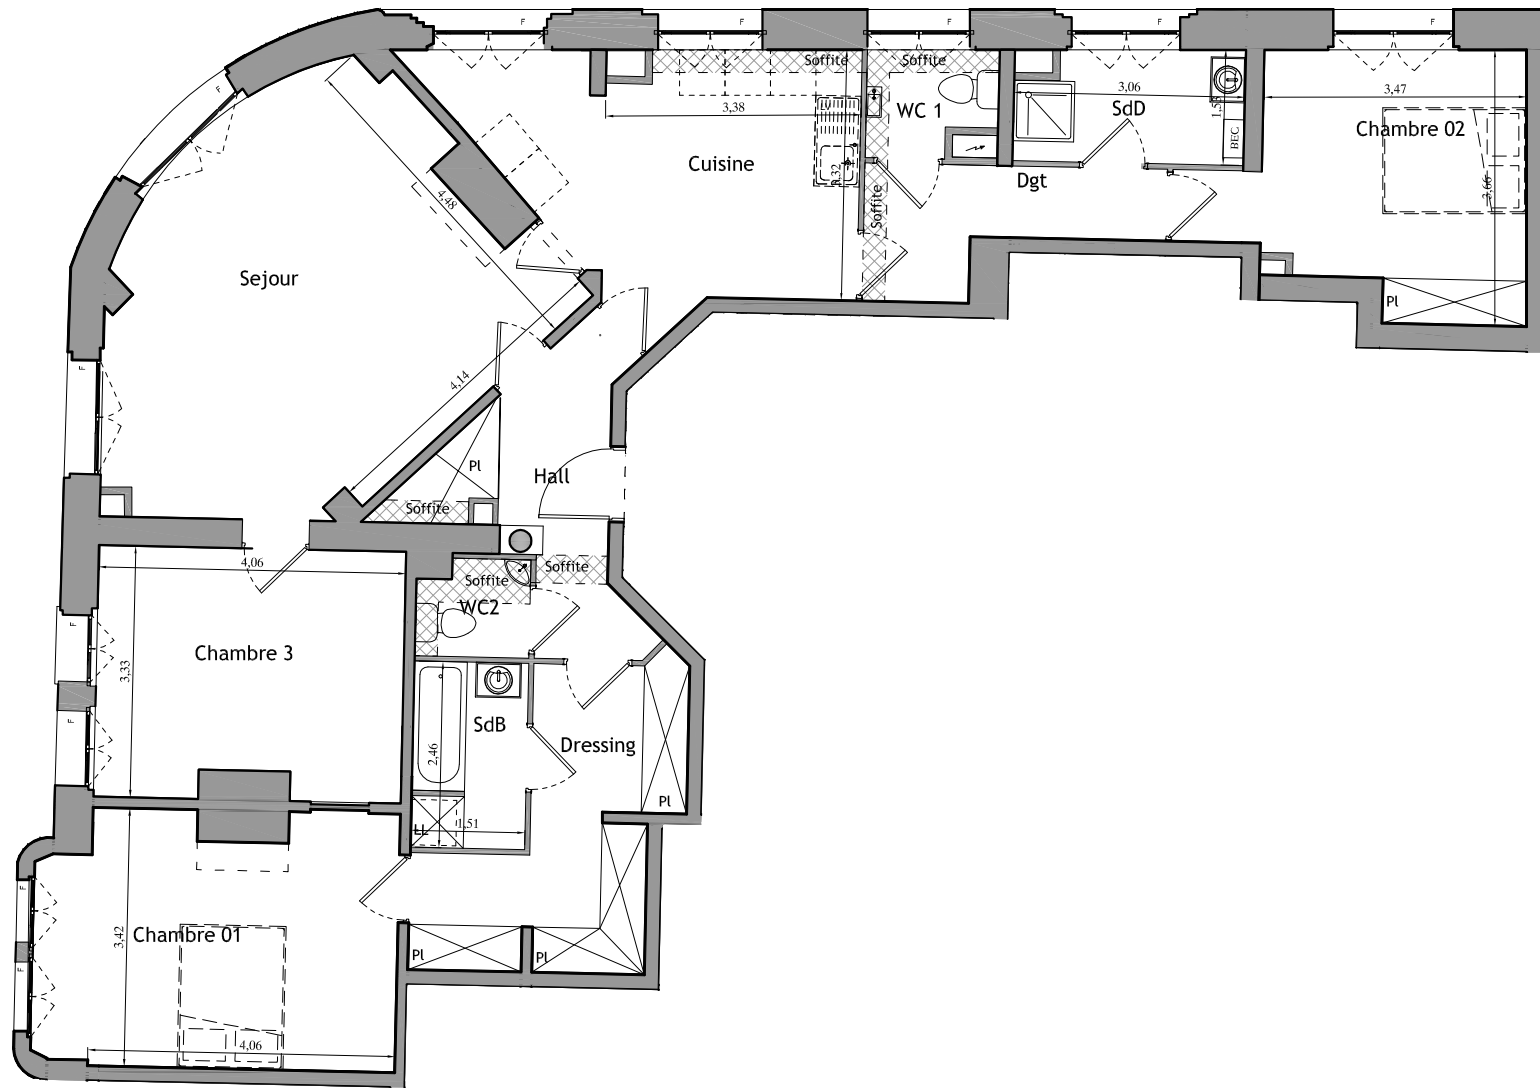 F
F
F
F
F
Soffite
Soffite
3,38
3,06
3,47
WC 1
SdD
Chambre 02
F
1,53
BEC
Cuisine
Dgt
3,32
3,66
4,48
Soffite
Sejour
Pl
F
4,14
Pl
Hall
Soffite
4,06
Soffite
Soffite
WC2
F
Chambre 3
3,33
F
SdB
Dressing
2,46
Pl
LL
1,51
F
Chambre 01
3,42
Pl
Pl
F
4,06